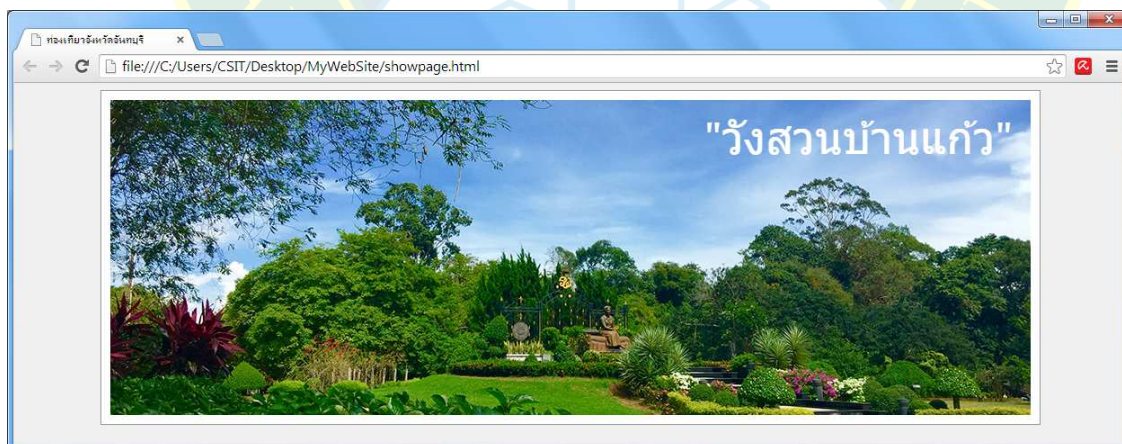 ท่องเที่ยวจังหวัดจันทบุรี
file:///C:/Users/CSIT/Desktop/MyWebSite/showpage.html
"วังสวนบ้านแก้ว"